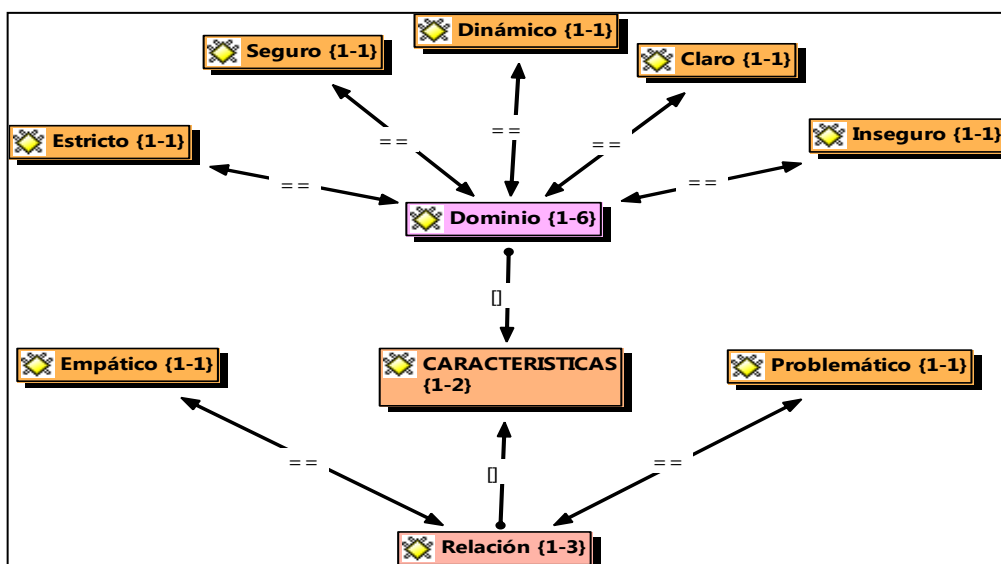 Dinámico {1-1}
Seguro {1-1}
Claro {1-1}
Estricto {1-1}
Inseguro {1-1}
==
==
==
==
==
Dominio {1-6}
[]
Empático {1-1}
CARACTERISTICAS
{1-2}
Problemático {1-1}
==
[]
==
Relación {1-3}